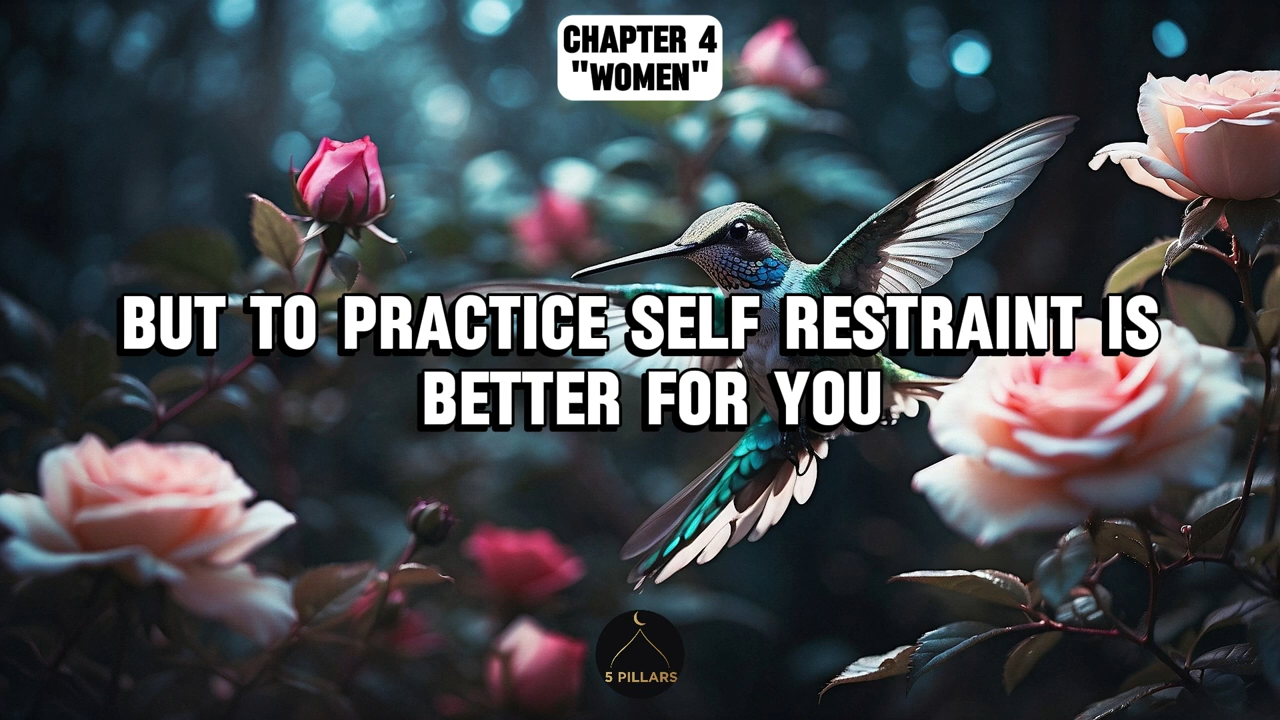 CHAPTER 4
"WOMEN"
BUT TO PRACTICE SELF RESTRAINT IS
BETTER FOR YOU
5 PILLARS